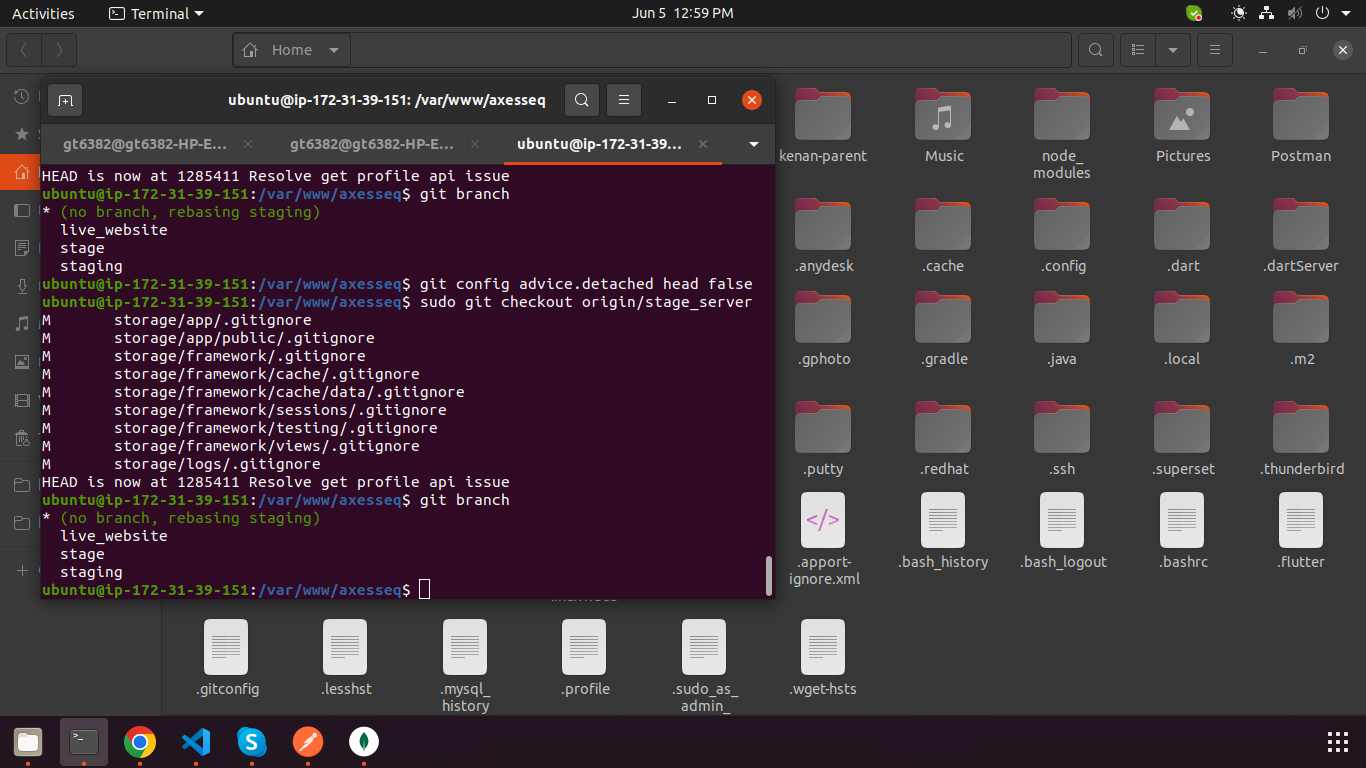 Activities
Terminal
Jun 5 12:59 PM
Home
ubuntu@ip-172-31-39-151: /var/www/axesseq
gt6382@gt6382-HP-E...
gt6382@gt6382-HP-E...
ubuntu@ip-172-31-39...
HEAD is now at 1285411 Resolve get profile api issue
ubuntu@ip-172-31-39-151:/var/www/axesseq$ git branch
* (no branch, rebasing staging)
live_website
stage
staging
ubuntu@ip-172-31-39-151:/var/www/axesseq$ git config advice.detached head false
ubuntu@ip-172-31-39-151:/var/www/axesseq$ sudo git checkout origin/stage_server
M storage/app/.gitignore
M storage/app/public/.gitignore
M storage/framework/.gitignore
M storage/framework/cache/.gitignore
M storage/framework/cache/data/.gitignore
M storage/framework/sessions/.gitignore
M storage/framework/testing/.gitignore
M storage/framework/views/.gitignore
M storage/logs/.gitignore
HEAD is now at 1285411 Resolve get profile api issue
ubuntu@ip-172-31-39-151:/var/www/axesseq$ git branch
* (no branch, rebasing staging)
live_website
stage
staging
ubuntu@ip-172-31-39-151:/var/www/axesseq$
kenan-parent
Music
node_
modules
Pictures
Postman
.anydesk
.cache
.config
.dart
.dartServer
.gphoto
.gradle
.java
.local
.m2
.putty
.redhat
.ssh
.superset
.thunderbird
</>
.apport-
ignore.xml
.bash_history
.bash_logout
.bashrc
.flutter
.gitconfig
.lesshst
.mysql_
history
.profile
.sudo_as_
admin_
.wget-hsts